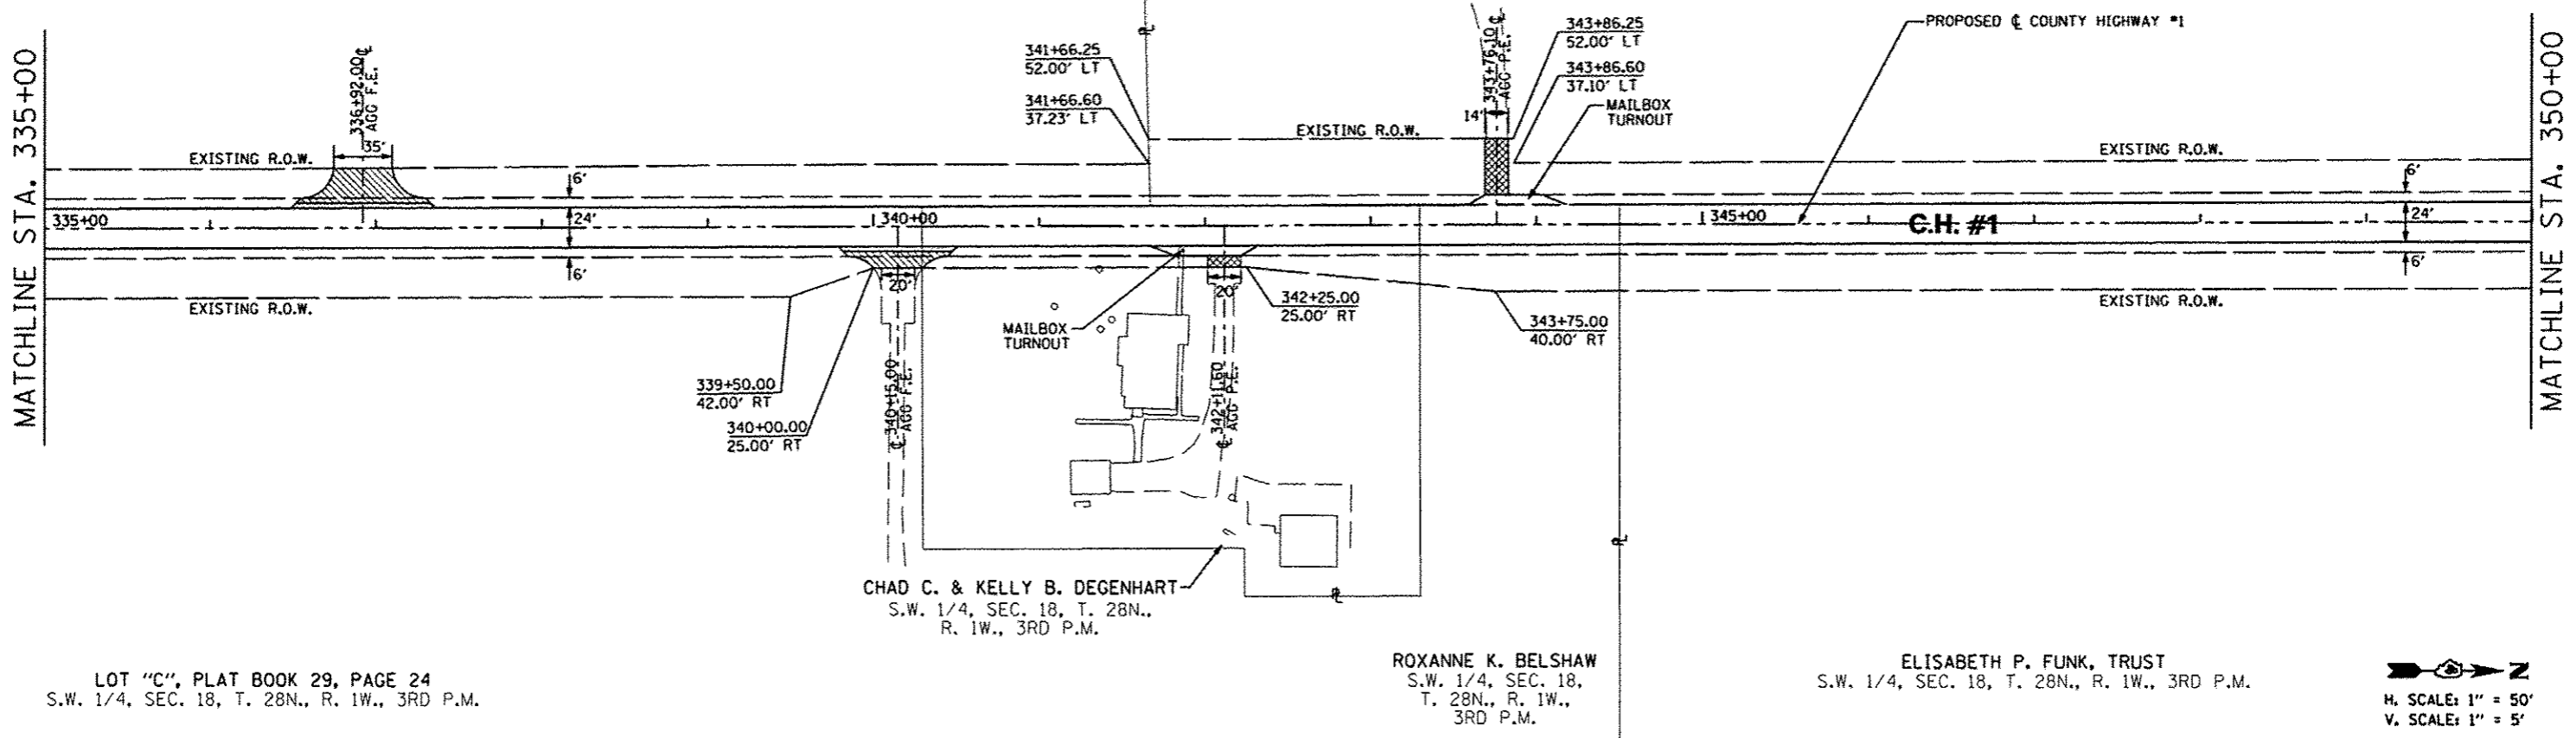 MATCHLINE STA. 335+00
336+92.00 ℄
AGG F.E.
35'
EXISTING R.O.W.
6'
335+00
24'
6'
EXISTING R.O.W.
341+66.25
52.00' LT
341+66.60
37.23' LT
℄ 340+15.00
AGG F.E.
20'
340+00
339+50.00
42.00' RT
340+00.00
25.00' RT
MAILBOX
TURNOUT
℄ 342+11.60
AGG P.E.
20'
342+25.00
25.00' RT
EXISTING R.O.W.
14'
343+76.10 ℄
AGG P.E.
343+86.25
52.00' LT
343+86.60
37.10' LT
MAILBOX
TURNOUT
343+75.00
40.00' RT
PROPOSED ℄ COUNTY HIGHWAY #1
345+00
C.H. #1
EXISTING R.O.W.
6'
24'
6'
EXISTING R.O.W.
MATCHLINE STA. 350+00
CHAD C. & KELLY B. DEGENHART
S.W. 1/4, SEC. 18, T. 28N.,
R. 1W., 3RD P.M.
LOT "C", PLAT BOOK 29, PAGE 24
S.W. 1/4, SEC. 18, T. 28N., R. 1W., 3RD P.M.
ROXANNE K. BELSHAW
S.W. 1/4, SEC. 18,
T. 28N., R. 1W.,
3RD P.M.
ELISABETH P. FUNK, TRUST
S.W. 1/4, SEC. 18, T. 28N., R. 1W., 3RD P.M.
Z
H. SCALE: 1" = 50'
V. SCALE: 1" = 5'